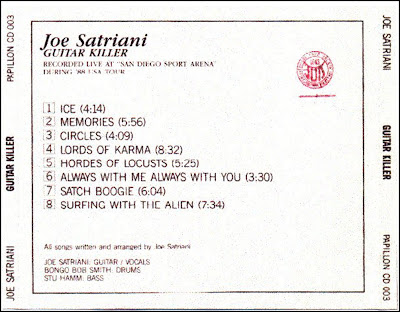 Joe Satriani
GUITAR KILLER
RECORDED LIVE AT "SAN DIEGO SPORT ARENA"
DURING '88 USA TOUR
1 ICE (4:14)
2 MEMORIES (5:56)
3 CIRCLES (4:09)
4 LORDS OF KARMA (8:32)
5 HORDES OF LOCUSTS (5:25)
6 ALWAYS WITH ME ALWAYS WITH YOU (3:30)
7 SATCH BOOGIE (6:04)
8 SURFING WITH THE ALIEN (7:34)
All songs written and arranged by Joe Satriani
JOE SATRIANI: GUITAR / VOCALS
BONGO BOB SMITH: DRUMS
STU HAMM: BASS
JOE SATRIANI GUITAR KILLER PAPILLON CD 003
JOE SATRIANI GUITAR KILLER PAPILLON CD 003